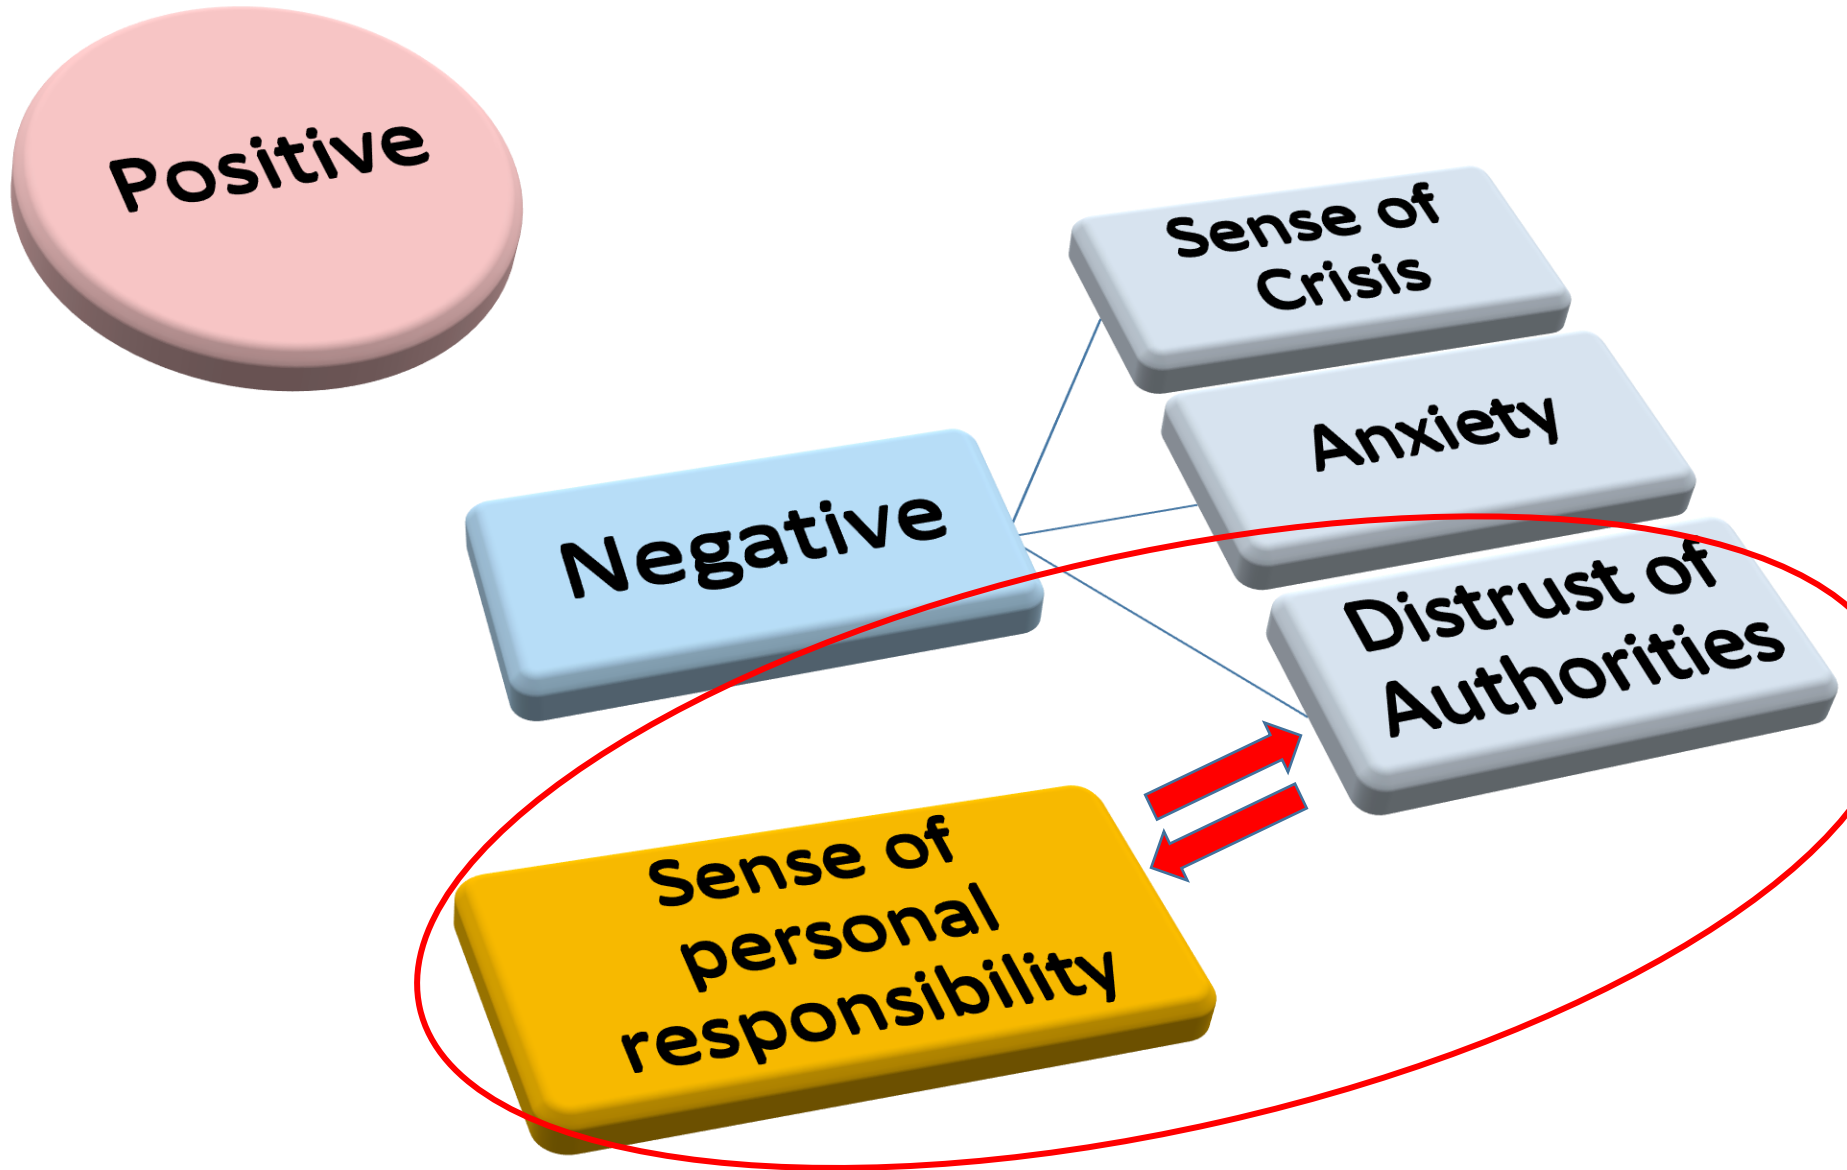 Positive
Sense of
Crisis
Anxiety
Negative
Distrust of
Authorities
Sense of
personal
responsibility